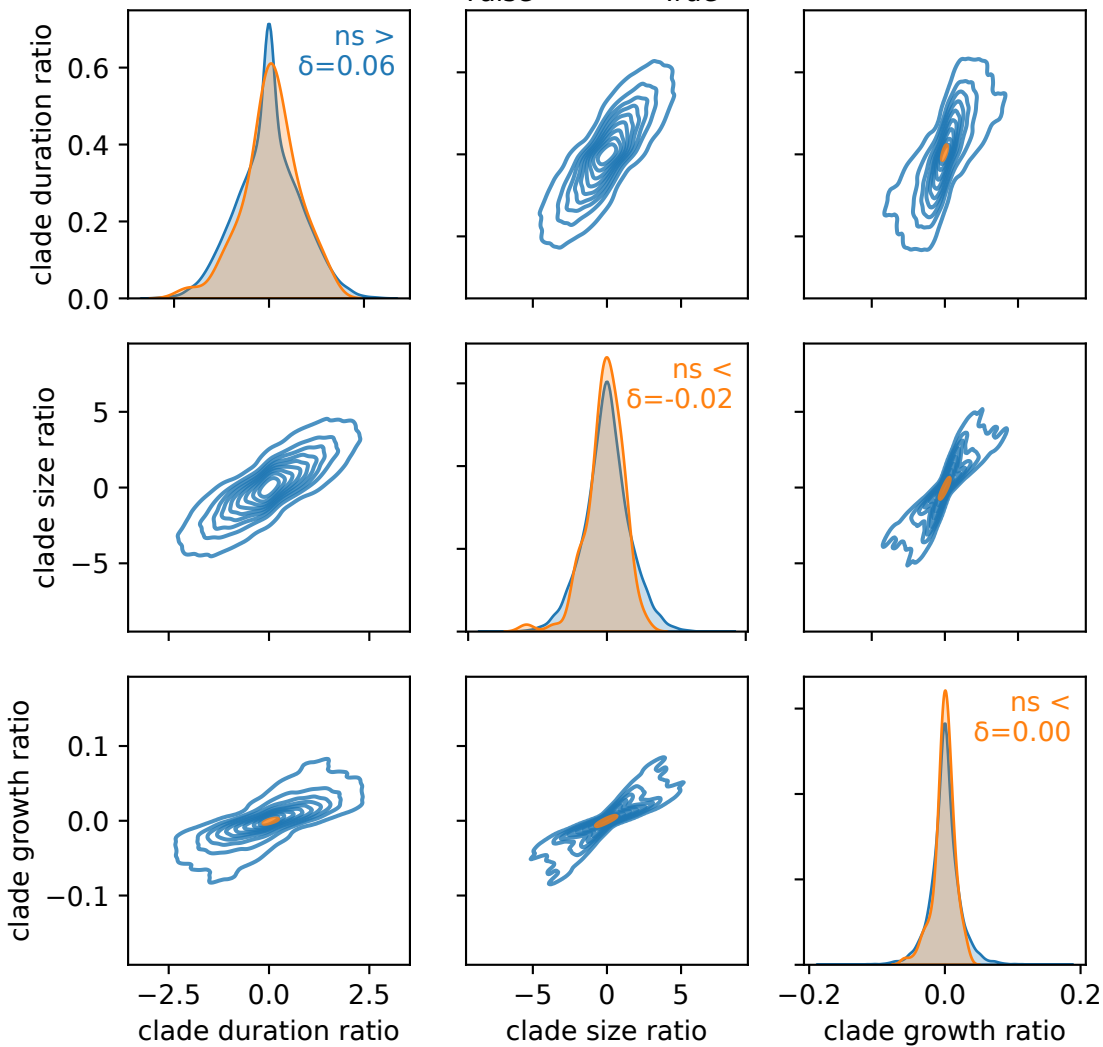 ns >
δ=0.06
clade duration ratio
0.6
0.4
0.2
0.0
ns <
δ=-0.02
clade size ratio
5
0
−5
ns <
δ=0.00
clade growth ratio
0.1
0.0
−0.1
−2.5 0.0 2.5 −5 0 5 −0.2 0.0 0.2
clade duration ratio clade size ratio clade growth ratio